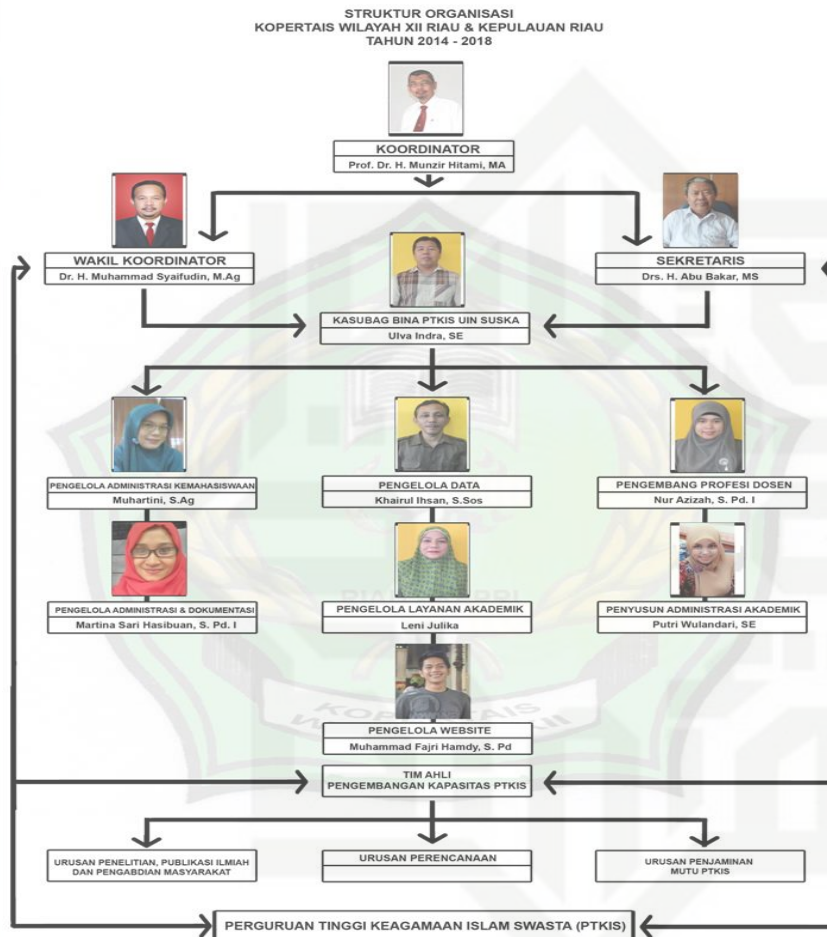 STRUKTUR ORGANISASI
KOPERTAIS WILAYAH XII RIAU & KEPULAUAN RIAU
TAHUN 2014 - 2018
KOORDINATOR
Prof. Dr. H. Munzir Hitami, MA
WAKIL KOORDINATOR
Dr. H. Muhammad Syaifudin, M.Ag
SEKRETARIS
Drs. H. Abu Bakar, MS
KASUBAG BINA PTKIS UIN SUSKA
Ulva Indra, SE
PENGELOLA ADMINISTRASI KEMAHASISWAAN
Muhartini, S.Ag
PENGELOLA DATA
Khairul Ihsan, S.Sos
PENGEMBANG PROFESI DOSEN
Nur Azizah, S. Pd. I
PENGELOLA ADMINISTRASI & DOKUMENTASI
Martina Sari Hasibuan, S. Pd. I
PENGELOLA LAYANAN AKADEMIK
Leni Julika
PENYUSUN ADMINISTRASI AKADEMIK
Putri Wulandari, SE
PENGELOLA WEBSITE
Muhammad Fajri Hamdy, S. Pd
TIM AHLI
PENGEMBANGAN KAPASITAS PTKIS
URUSAN PENELITIAN, PUBLIKASI ILMIAH
DAN PENGABDIAN MASYARAKAT
URUSAN PERENCANAAN
URUSAN PENJAMINAN
MUTU PTKIS
PERGURUAN TINGGI KEAGAMAAN ISLAM SWASTA (PTKIS)